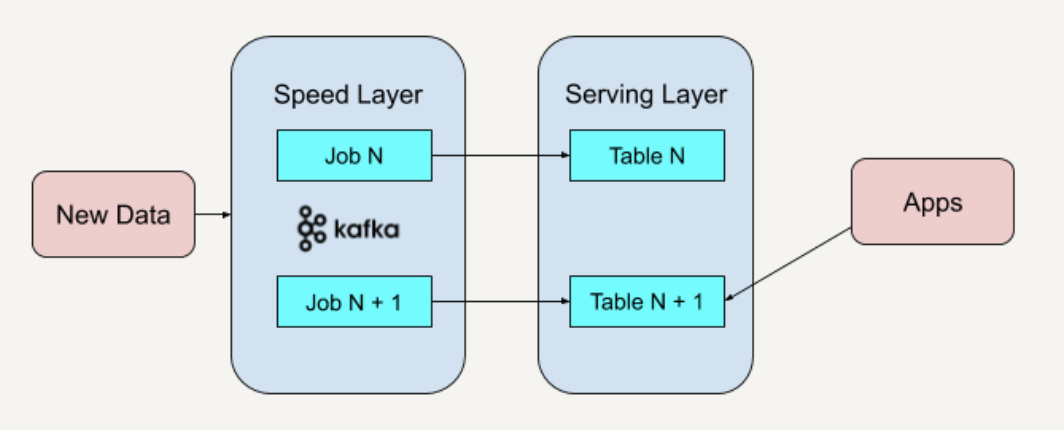 Speed Layer
Serving Layer
Job N
Table N
New Data
kafka
Apps
Job N + 1
Table N + 1